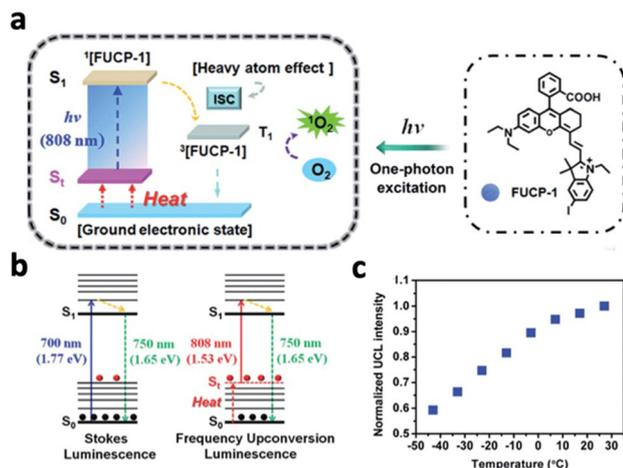 a
S1
1[FUCP-1]
[Heavy atom effect ]
ISC
hν
(808 nm)
3[FUCP-1]
T1
1O2
O2
St
Heat
S0
[Ground electronic state]
hν
One-photon
excitation
COOH
N
O
N
+
I
FUCP-1
b
S1
700 nm
(1.77 eV)
750 nm
(1.65 eV)
S0
Stokes
Luminescence
S1
808 nm
(1.53 eV)
750 nm
(1.65 eV)
St
Heat
S0
Frequency Upconversion
Luminescence
c
Normalized UCL intensity
1.1
1.0
0.9
0.8
0.7
0.6
0.5
-50 -40 -30 -20 -10 0 10 20 30
Temperature (°C)